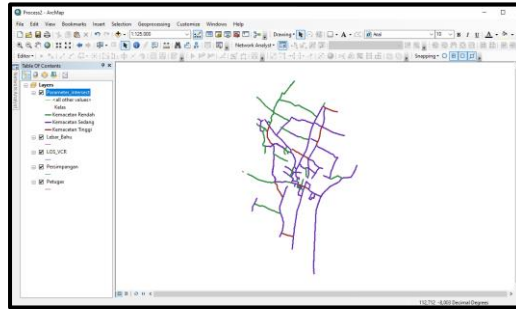 Process2 - ArcMap
File Edit View Bookmarks Insert Selection Geoprocessing Customize Windows Help
1:125.000
Drawing
Arial
10
B I U A
Network Analyst
Editor
Snapping
Table Of Contents
Layers
Parameter_Intersect
<all other values>
Kelas
Kemacetan Rendah
Kemacetan Sedang
Kemacetan Tinggi
Lebar_Bahu
LOS_VCR
Persimpangan
Petugas
112,752 -8,003 Decimal Degrees